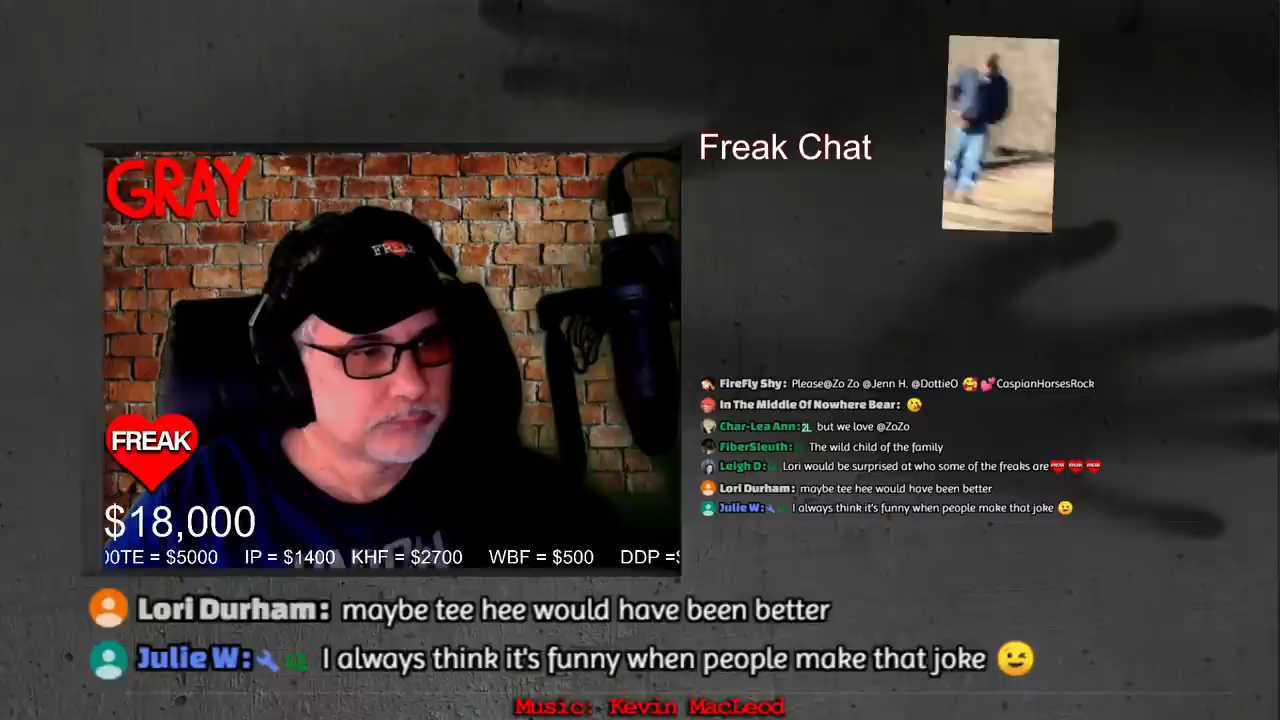 GRAY
FREAK
FREAK
$18,000
00TE = $5000 IP = $1400 KHF = $2700 WBF = $500 DDP =
Freak Chat
FireFly Shy: Please@Zo Zo @Jenn H. @DottieO 🥰 💕CaspianHorsesRock
In The Middle Of Nowhere Bear: 😘
Char-Lea Ann: but we love @ZoZo
FiberSleuth: The wild child of the family
Leigh D: Lori would be surprised at who some of the freaks are
Lori Durham: maybe tee hee would have been better
Julie W: I always think it's funny when people make that joke 😉
Lori Durham: maybe tee hee would have been better
Julie W: I always think it's funny when people make that joke 😉
Music: Kevin MacLeod